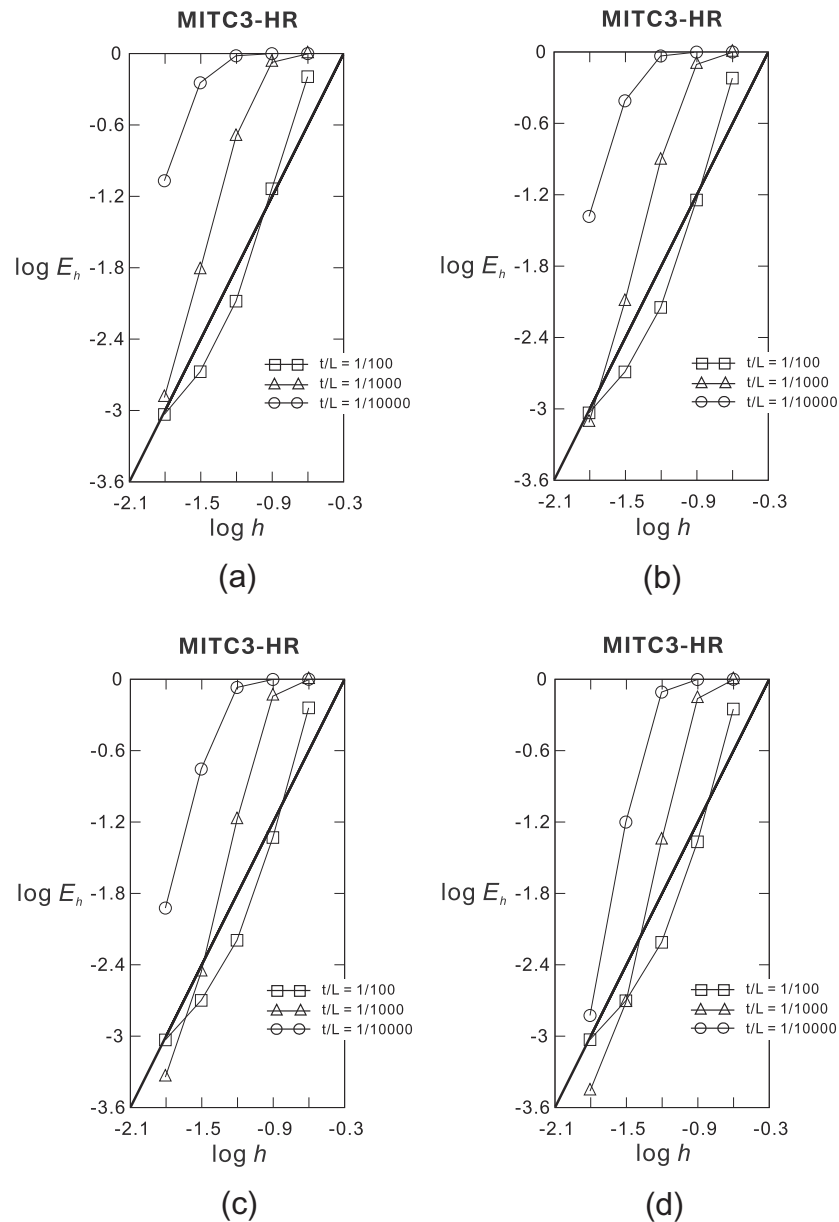 MITC3-HR
0
-0.6
-1.2
log Eₕ
-1.8
-2.4
t/L = 1/100
t/L = 1/1000
t/L = 1/10000
-3
-3.6
-2.1 -1.5 -0.9 -0.3
log h
(a)
MITC3-HR
0
-0.6
-1.2
log Eₕ
-1.8
-2.4
t/L = 1/100
t/L = 1/1000
t/L = 1/10000
-3
-3.6
-2.1 -1.5 -0.9 -0.3
log h
(b)
MITC3-HR
0
-0.6
-1.2
-1.8
log Eₕ
-2.4
t/L = 1/100
t/L = 1/1000
t/L = 1/10000
-3
-3.6
-2.1 -1.5 -0.9 -0.3
log h
(c)
MITC3-HR
0
-0.6
-1.2
-1.8
log Eₕ
-2.4
t/L = 1/100
t/L = 1/1000
t/L = 1/10000
-3
-3.6
-2.1 -1.5 -0.9 -0.3
log h
(d)